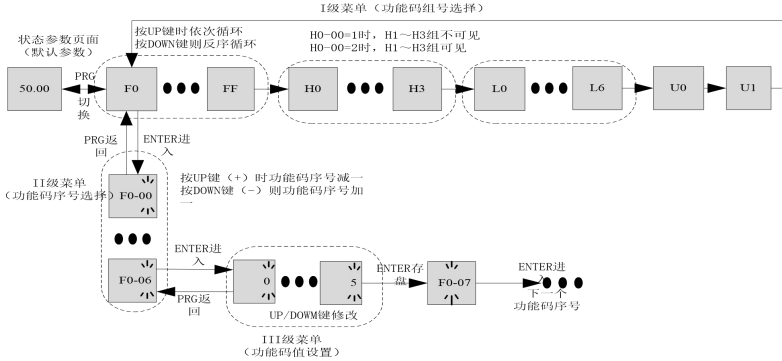 I级菜单（功能码组号选择）
按UP键时依次循环
按DOWN键则反序循环
H0-00=1时，H1～H3组不可见
H0-00=2时，H1～H3组可见
状态参数页面
（默认参数）
50.00
PRG
切
换
F0
FF
H0
H3
L0
L6
U0
U1
PRG返
回
ENTER进
入
II级菜单
（功能码序号选择）
F0-00
按UP键（+）时功能码序号减一
按DOWN键（-）则功能码序号加
一
F0-06
ENTER进
入
PRG返
回
0
5
UP/DOWM键修改
III级菜单
（功能码值设置）
ENTER存
盘
F0-07
ENTER进
入
下一个
功能码序号